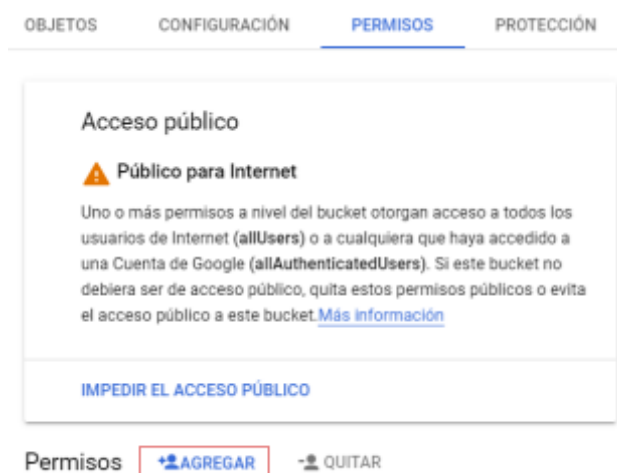 OBJETOS CONFIGURACIÓN PERMISOS PROTECCIÓN
Acceso público
Público para Internet
Uno o más permisos a nivel del bucket otorgan acceso a todos los
usuarios de Internet (allUsers) o a cualquiera que haya accedido a
una Cuenta de Google (allAuthenticatedUsers). Si este bucket no
debiera ser de acceso público, quita estos permisos públicos o evita
el acceso público a este bucket.Más información
IMPEDIR EL ACCESO PÚBLICO
Permisos AGREGAR QUITAR